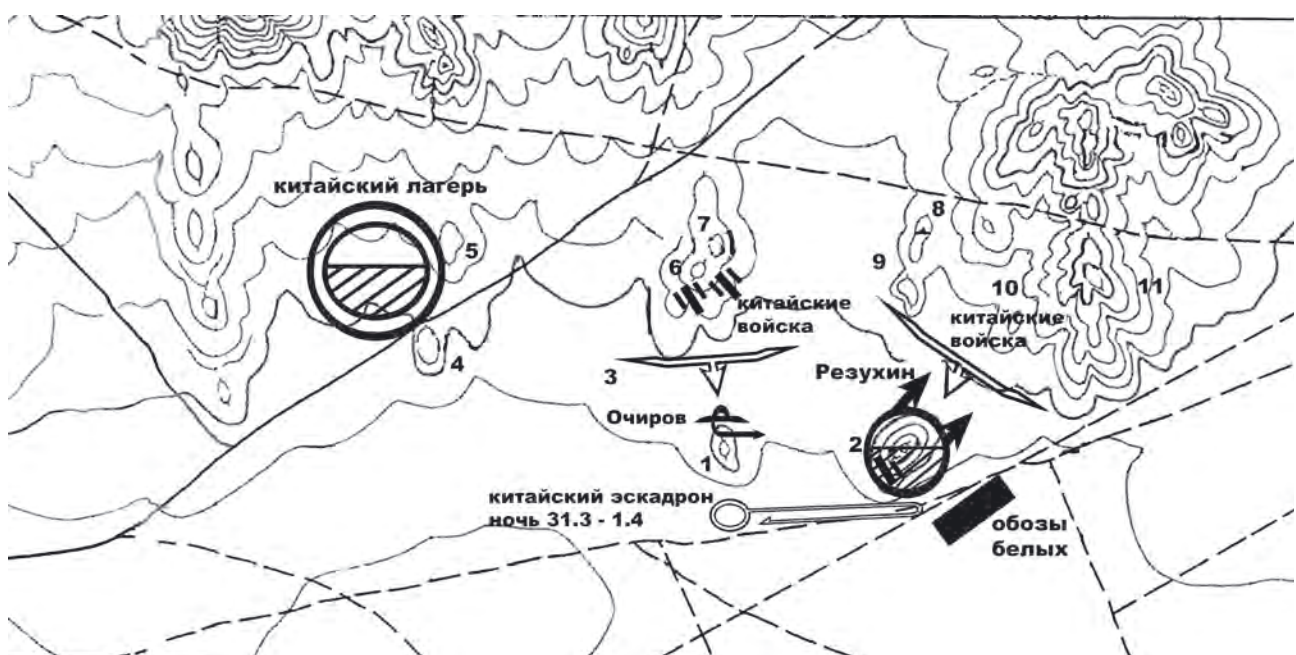 китайский лагерь
5
4
7
6
китайские
войска
3
8
9
10
11
китайские
войска
Резухин
Очиров
1
2
китайский эскадрон
ночь 31.3 - 1.4
обозы
белых